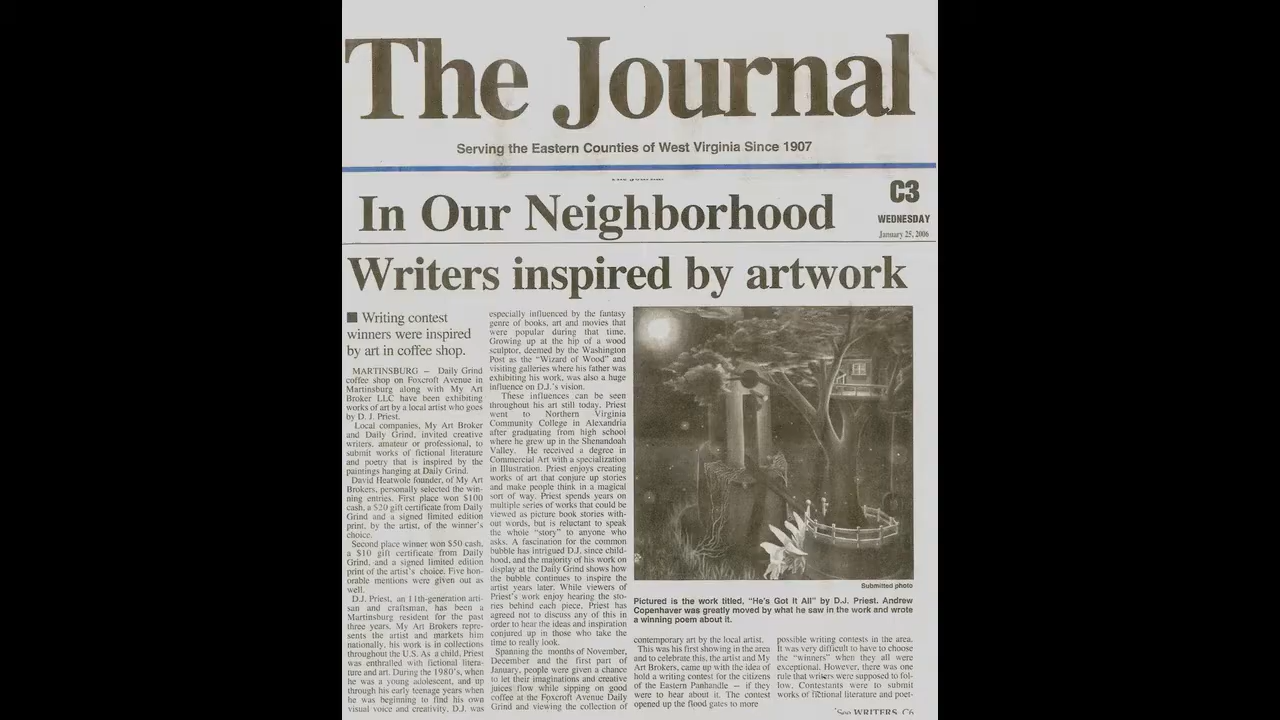 The Journal
Serving the Eastern Counties of West Virginia Since 1907
The Journal
In Our Neighborhood
C3
WEDNESDAY
January 25, 2006
Writers inspired by artwork
■ Writing contest
winners were inspired
by art in coffee shop.
MARTINSBURG — Daily Grind
coffee shop on Foxcroft Avenue in
Martinsburg along with My Art
Broker LLC have been exhibiting
works of art by a local artist who goes
by D. J. Priest.
Local companies, My Art Broker
and Daily Grind, invited creative
writers, amateur or professional, to
submit works of fictional literature
and poetry that is inspired by the
paintings hanging at Daily Grind.
David Heatwole founder, of My Art
Brokers, personally selected the win-
ning entries. First place won $100
cash, a $20 gift certificate from Daily
Grind and a signed limited edition
print, by the artist, of the winner's
choice.
Second place winner won $50 cash,
a $10 gift certificate from Daily
Grind, and a signed limited edition
print of the artist's choice. Five hon-
orable mentions were given out as
well.
D.J. Priest, an 11th-generation arti-
san and craftsman, has been a
Martinsburg resident for the past
three years. My Art Brokers repre-
sents the artist and markets him
nationally, his work is in collections
throughout the U.S. As a child, Priest
was enthralled with fictional litera-
ture and art. During the 1980's, when
he was a young adolescent, and up
through his early teenage years when
he was beginning to find his own
visual voice and creativity, D.J. was
especially influenced by the fantasy
genre of books, art and movies that
were popular during that time.
Growing up at the hip of a wood
sculptor, deemed by the Washington
Post as the "Wizard of Wood" and
visiting galleries where his father was
exhibiting his work, was also a huge
influence on D.J.'s vision.
These influences can be seen
throughout his art still today. Priest
went to Northern Virginia
Community College in Alexandria
after graduating from high school
where he grew up in the Shenandoah
Valley. He received a degree in
Commercial Art with a specialization
in Illustration. Priest enjoys creating
works of art that conjure up stories
and make people think in a magical
sort of way. Priest spends years on
multiple series of works that could be
viewed as picture book stories with-
out words, but is reluctant to speak
the whole "story" to anyone who
asks. A fascination for the common
bubble has intrigued D.J. since child-
hood, and the majority of his work on
display at the Daily Grind shows how
the bubble continues to inspire the
artist years later. While viewers of
Priest's work enjoy hearing the sto-
ries behind each piece, Priest has
agreed not to discuss any of this in
order to hear the ideas and inspiration
conjured up in those who take the
time to really look.
Spanning the months of November,
December and the first part of
January, people were given a chance
to let their imaginations and creative
juices flow while sipping on good
coffee at the Foxcroft Avenue Daily
Grind and viewing the collection of
Submitted photo
Pictured is the work titled, "He's Got It All" by D.J. Priest. Andrew
Copenhaver was greatly moved by what he saw in the work and wrote
a winning poem about it.
contemporary art by the local artist.
This was his first showing in the area
and to celebrate this, the artist and My
Art Brokers, came up with the idea of
hold a writing contest for the citizens
of the Eastern Panhandle — if they
were to hear about it. The contest
opened up the flood gates to more
possible writing contests in the area.
It was very difficult to have to choose
the "winners" when they all were
exceptional. However, there was one
rule that writers were supposed to fol-
low. Contestants were to submit
works of fictional literature and poet-
See WRITERS, C6